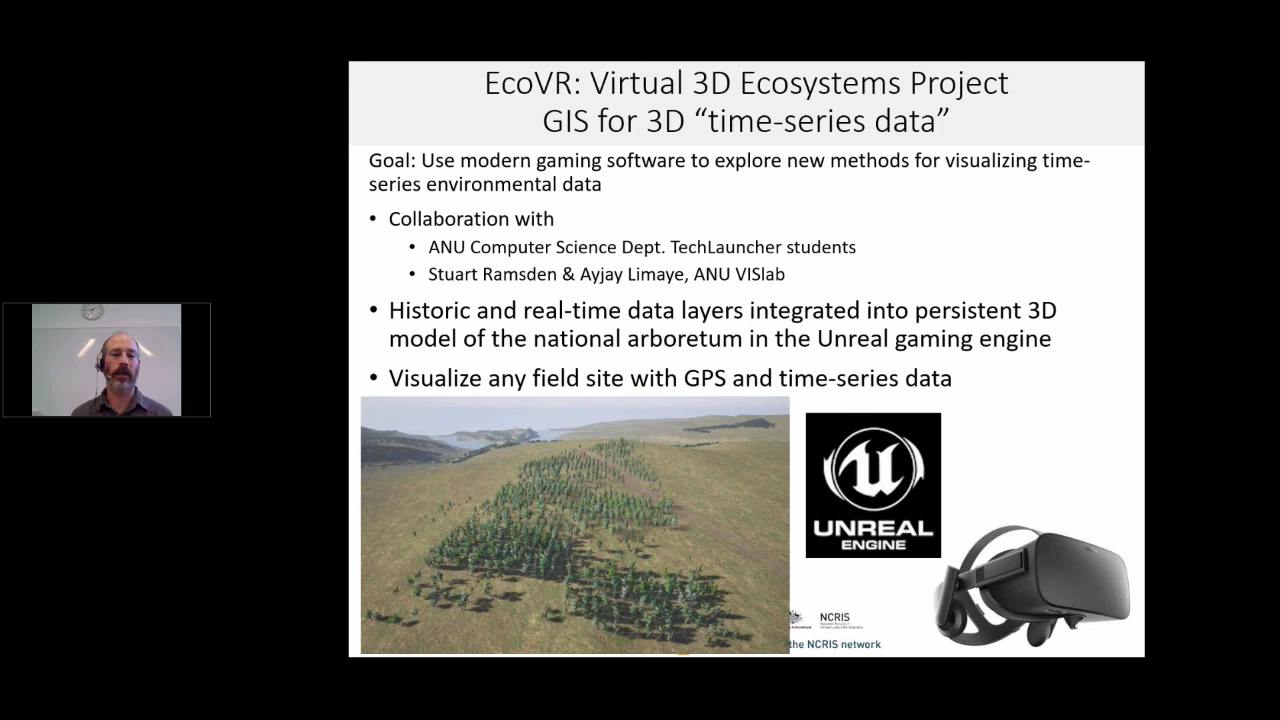 EcoVR: Virtual 3D Ecosystems Project
GIS for 3D “time-series data”
Goal: Use modern gaming software to explore new methods for visualizing time-
series environmental data
• Collaboration with
• ANU Computer Science Dept. TechLauncher students
• Stuart Ramsden & Ayjay Limaye, ANU VISlab
• Historic and real-time data layers integrated into persistent 3D
model of the national arboretum in the Unreal gaming engine
• Visualize any field site with GPS and time-series data
UNREAL
ENGINE
NCRIS
the NCRIS network